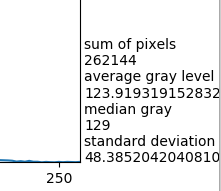 sum of pixels
262144
average gray level
123.919319152832
median gray
129
standard deviation
48.3852042040810
250